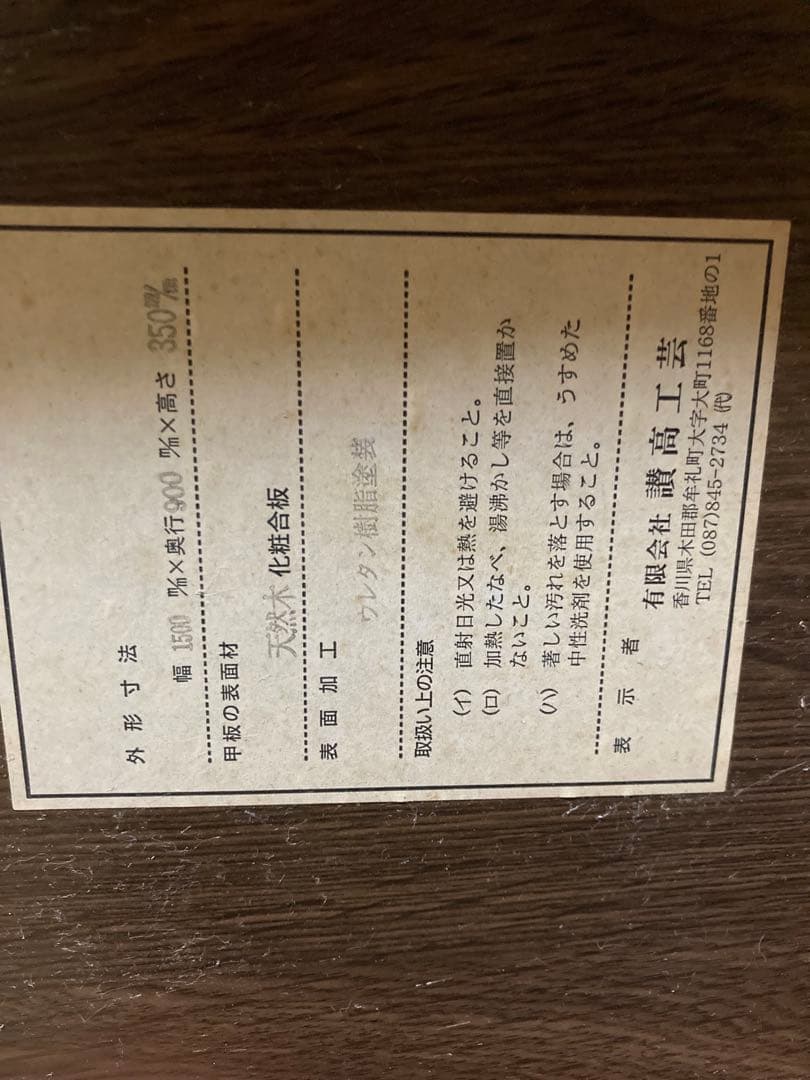 外形寸法
幅 1500 ㎜×奥行 900 ㎜×高さ 350 ㎜
甲板の表面材
天然木 化粧合板
表面加工
ウレタン樹脂塗装
取扱い上の注意
(イ) 直射日光又は熱を避けること。
(ロ) 加熱したなべ、湯沸かし等を直接置か
ないこと。
(ハ) 著しい汚れを落とす場合は、うすめた
中性洗剤を使用すること。
表示者
有限会社 讃高工芸
香川県木田郡牟礼町大字大町1168番地の1
TEL (087)845-2734 (代)